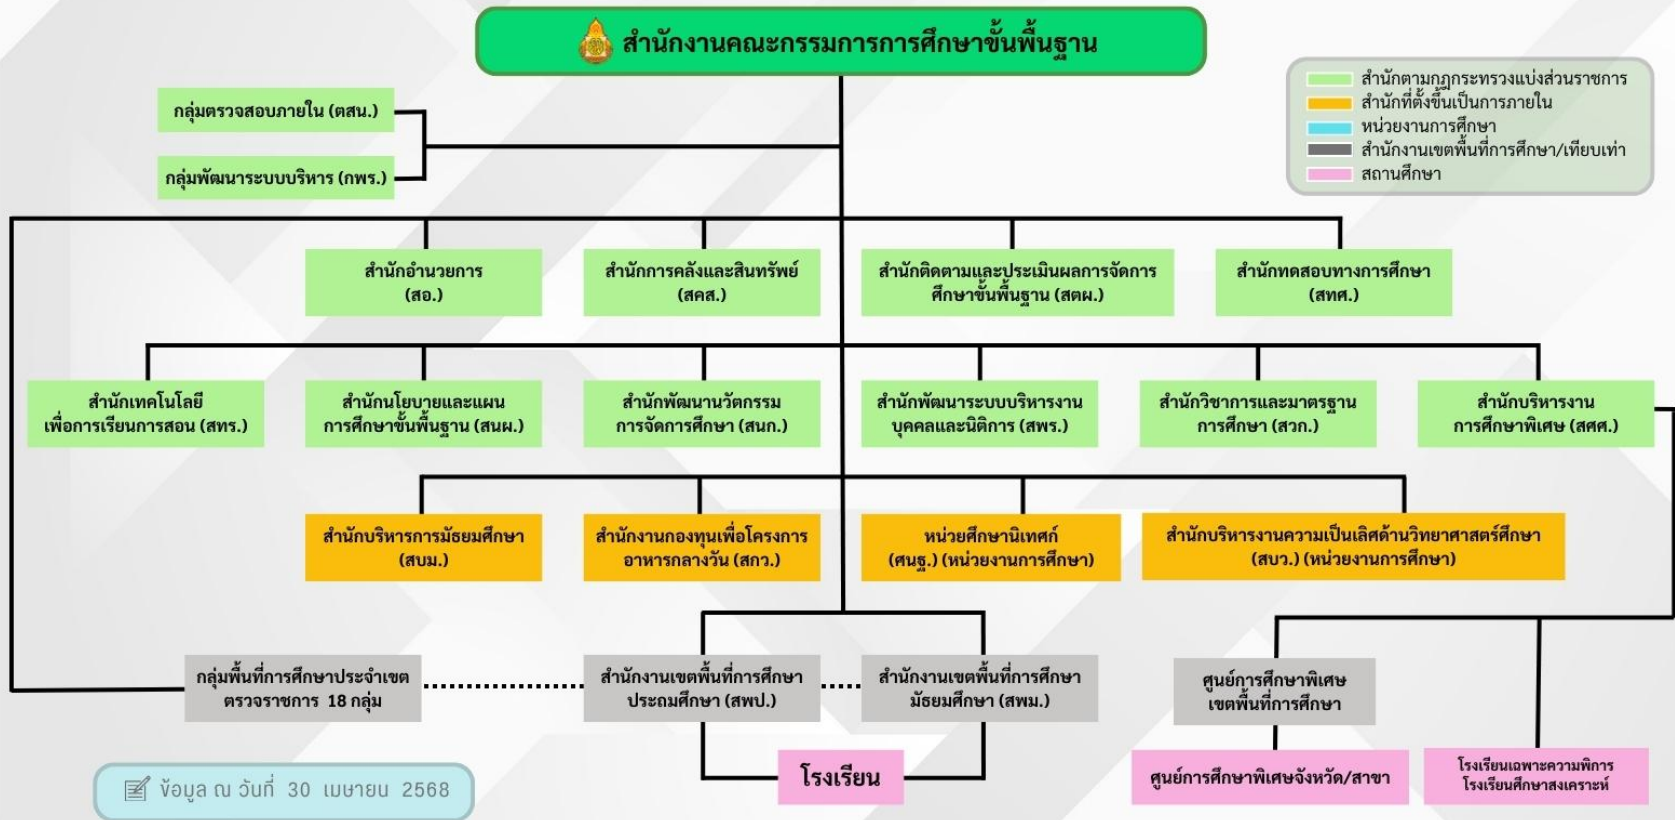 สำนักงานคณะกรรมการการศึกษาขั้นพื้นฐาน
สำนักตามกฎกระทรวงแบ่งส่วนราชการ
สำนักที่ตั้งขึ้นเป็นการภายใน
หน่วยงานการศึกษา
สำนักงานเขตพื้นที่การศึกษา/เทียบเท่า
สถานศึกษา
กลุ่มตรวจสอบภายใน (ตสน.)
กลุ่มพัฒนาระบบบริหาร (กพร.)
สำนักอำนวยการ
(สอ.)
สำนักการคลังและสินทรัพย์
(สคส.)
สำนักติดตามและประเมินผลการจัดการ
ศึกษาขั้นพื้นฐาน (สตผ.)
สำนักทดสอบทางการศึกษา
(สทศ.)
สำนักเทคโนโลยี
เพื่อการเรียนการสอน (สทร.)
สำนักนโยบายและแผน
การศึกษาขั้นพื้นฐาน (สนผ.)
สำนักพัฒนานวัตกรรม
การจัดการศึกษา (สนก.)
สำนักพัฒนาระบบบริหารงาน
บุคคลและนิติการ (สพร.)
สำนักวิชาการและมาตรฐาน
การศึกษา (สวก.)
สำนักบริหารงาน
การศึกษาพิเศษ (สศศ.)
สำนักบริหารการมัธยมศึกษา
(สบม.)
สำนักงานกองทุนเพื่อโครงการ
อาหารกลางวัน (สกว.)
หน่วยศึกษานิเทศก์
(ศนฐ.) (หน่วยงานการศึกษา)
สำนักบริหารงานความเป็นเลิศด้านวิทยาศาสตร์ศึกษา
(สบว.) (หน่วยงานการศึกษา)
กลุ่มพื้นที่การศึกษาประจำเขต
ตรวจราชการ 18 กลุ่ม
สำนักงานเขตพื้นที่การศึกษา
ประถมศึกษา (สพป.)
สำนักงานเขตพื้นที่การศึกษา
มัธยมศึกษา (สพม.)
ศูนย์การศึกษาพิเศษ
เขตพื้นที่การศึกษา
โรงเรียน
ศูนย์การศึกษาพิเศษจังหวัด/สาขา
โรงเรียนเฉพาะความพิการ
โรงเรียนศึกษาสงเคราะห์
ข้อมูล ณ วันที่ 30 เมษายน 2568